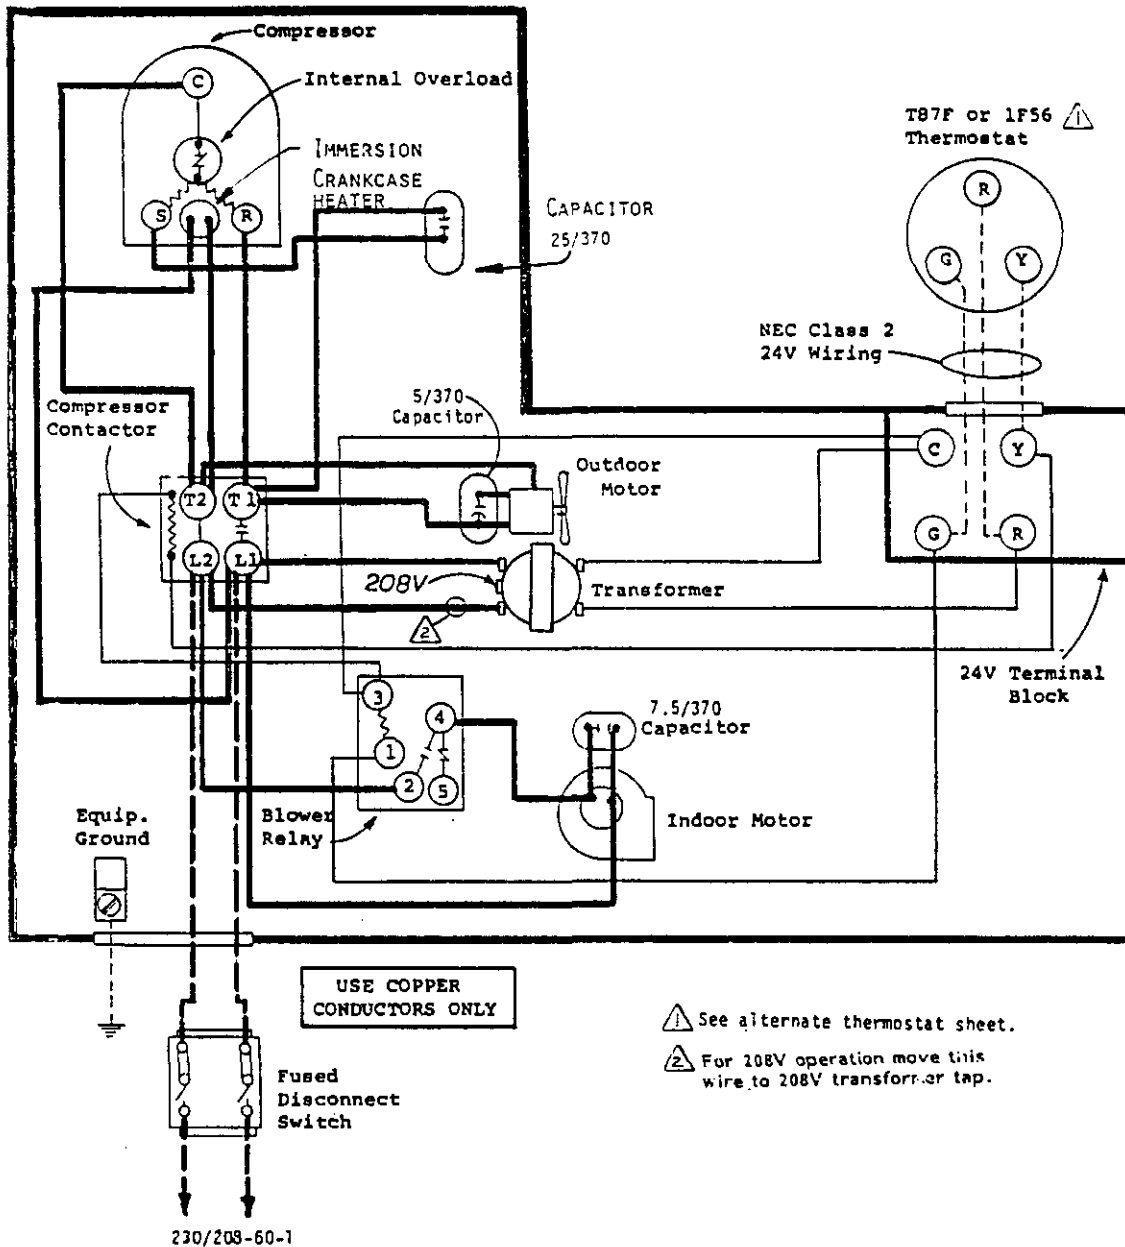 Compressor
C
Internal Overload
IMMERSION
CRANKCASE
HEATER
S
R
CAPACITOR
25/370
T87F or 1F56 1
Thermostat
R
G
Y
NEC Class 2
24V Wiring
Compressor
Contactor
5/370
Capacitor
Outdoor
Motor
C
Y
T2
T1
G
R
L2
L1
208V
Transformer
2
24V Terminal
Block
3
4
1
2
5
7.5/370
Capacitor
Blower
Relay
Indoor Motor
Equip.
Ground
USE COPPER
CONDUCTORS ONLY
1 See alternate thermostat sheet.
2 For 208V operation move this
wire to 208V transformer tap.
Fused
Disconnect
Switch
230/208-60-1